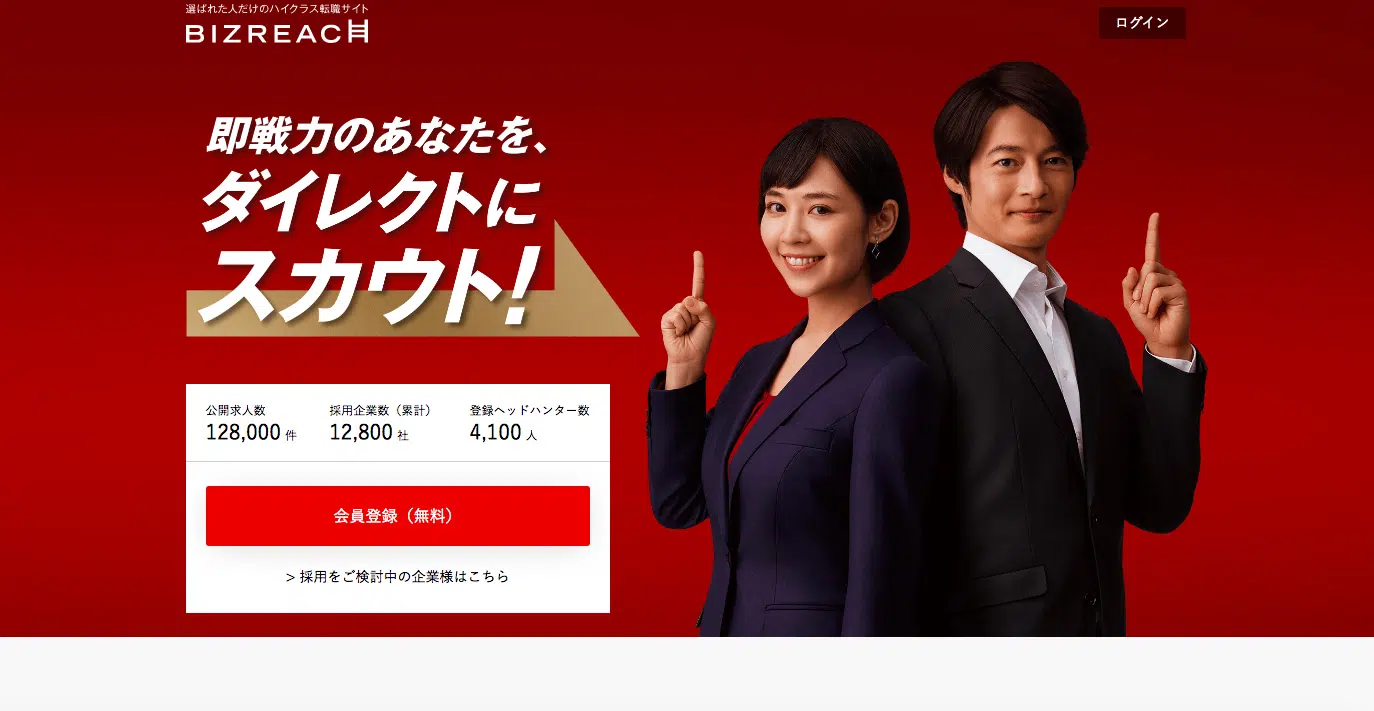 選ばれた人だけのハイクラス転職サイト
BIZREACH
ログイン
即戦力のあなたを、
ダイレクトに
スカウト!
公開求人数
128,000 件
採用企業数（累計）
12,800 社
登録ヘッドハンター数
4,100 人
会員登録（無料）
> 採用をご検討中の企業様はこちら